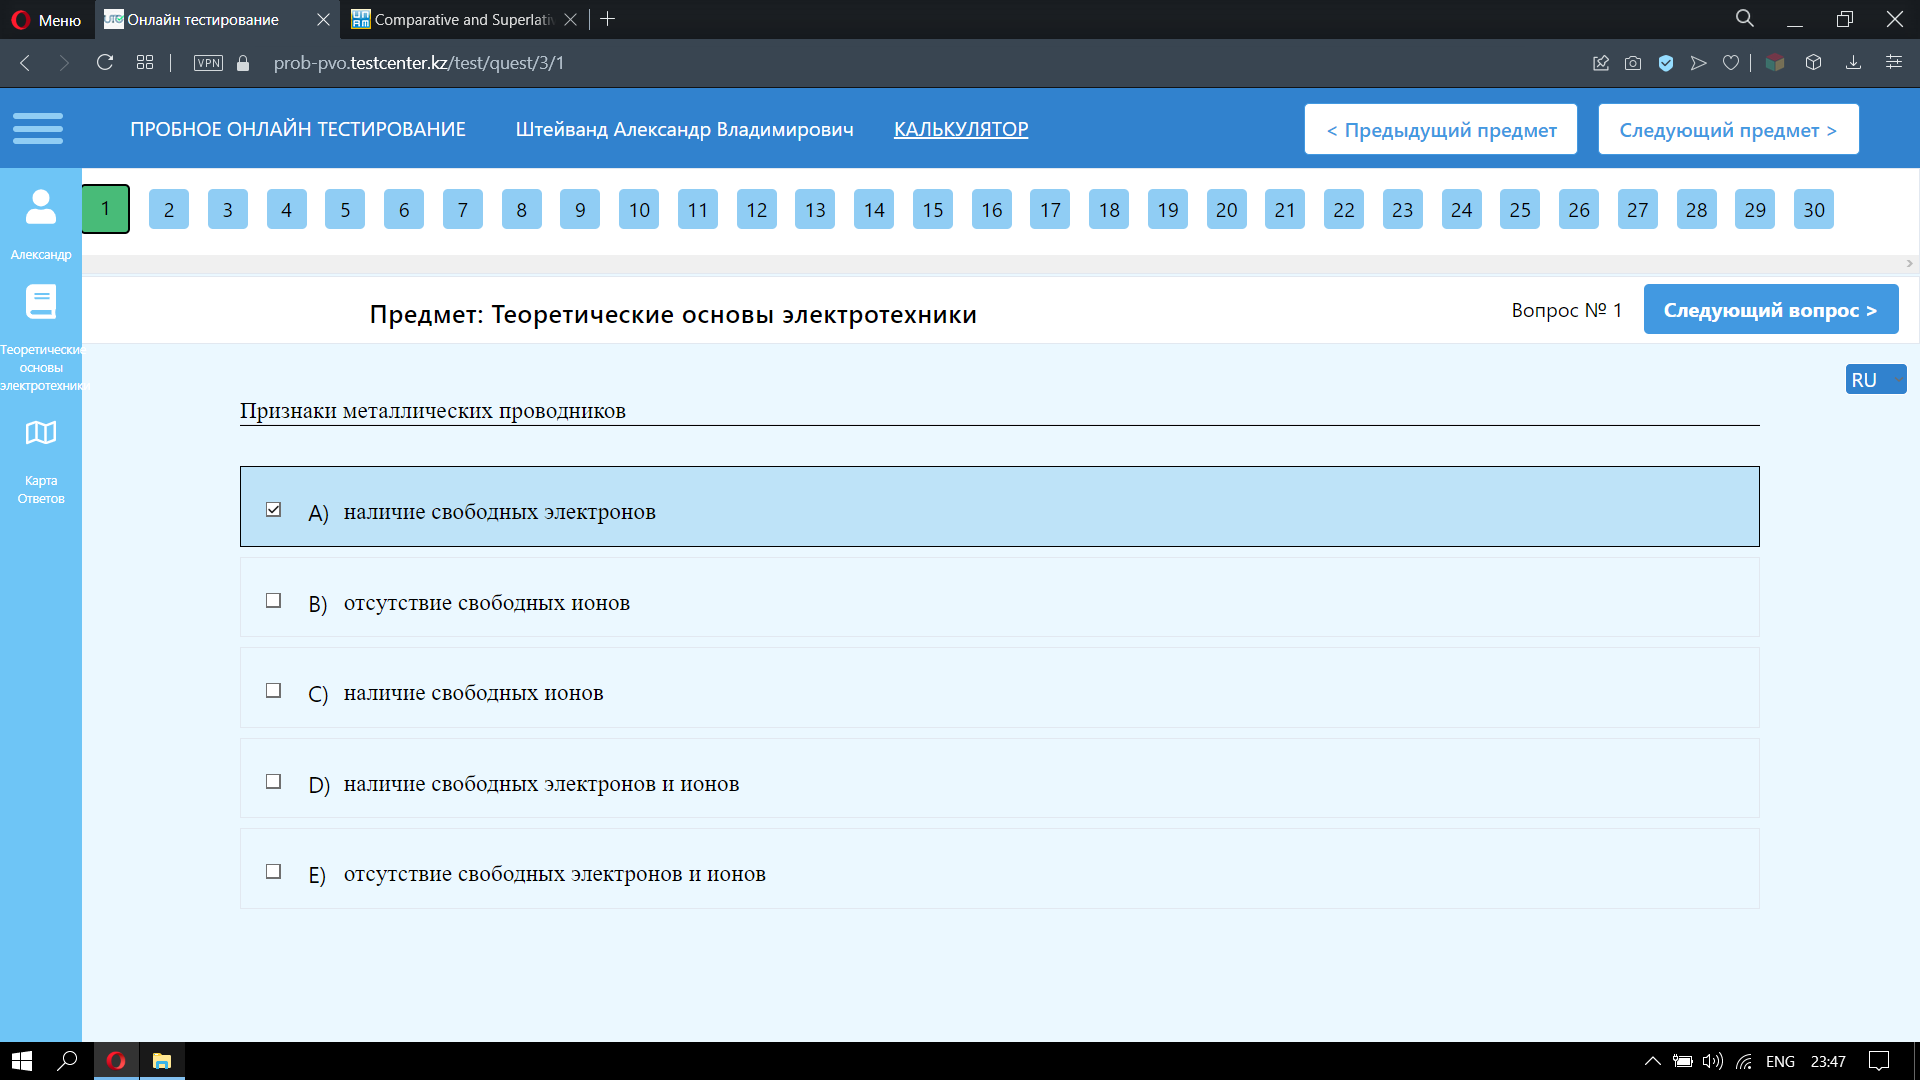 Меню
Онлайн тестирование
Comparative and Superlati
VPN
prob-pvo.testcenter.kz/test/quest/3/1
ПРОБНОЕ ОНЛАЙН ТЕСТИРОВАНИЕ
Штейванд Александр Владимирович
КАЛЬКУЛЯТОР
< Предыдущий предмет
Следующий предмет >
1 2 3 4 5 6 7 8 9 10 11 12 13 14 15 16 17 18 19 20 21 22 23 24 25 26 27 28 29 30
Александр
Предмет: Теоретические основы электротехники
Вопрос № 1
Следующий вопрос >
Теоретические
основы
электротехники
RU
Карта
Ответов
Признаки металлических проводников
A) наличие свободных электронов
B) отсутствие свободных ионов
C) наличие свободных ионов
D) наличие свободных электронов и ионов
E) отсутствие свободных электронов и ионов
ENG
23:47